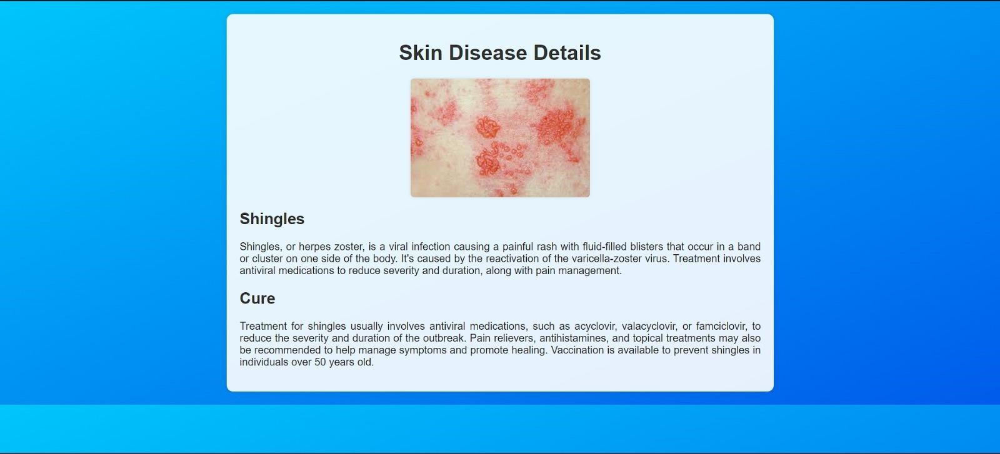 Skin Disease Details
Shingles
Shingles, or herpes zoster, is a viral infection causing a painful rash with fluid-filled blisters that occur in a band
or cluster on one side of the body. It's caused by the reactivation of the varicella-zoster virus. Treatment involves
antiviral medications to reduce severity and duration, along with pain management.
Cure
Treatment for shingles usually involves antiviral medications, such as acyclovir, valacyclovir, or famciclovir, to
reduce the severity and duration of the outbreak. Pain relievers, antihistamines, and topical treatments may also
be recommended to help manage symptoms and promote healing. Vaccination is available to prevent shingles in
individuals over 50 years old.